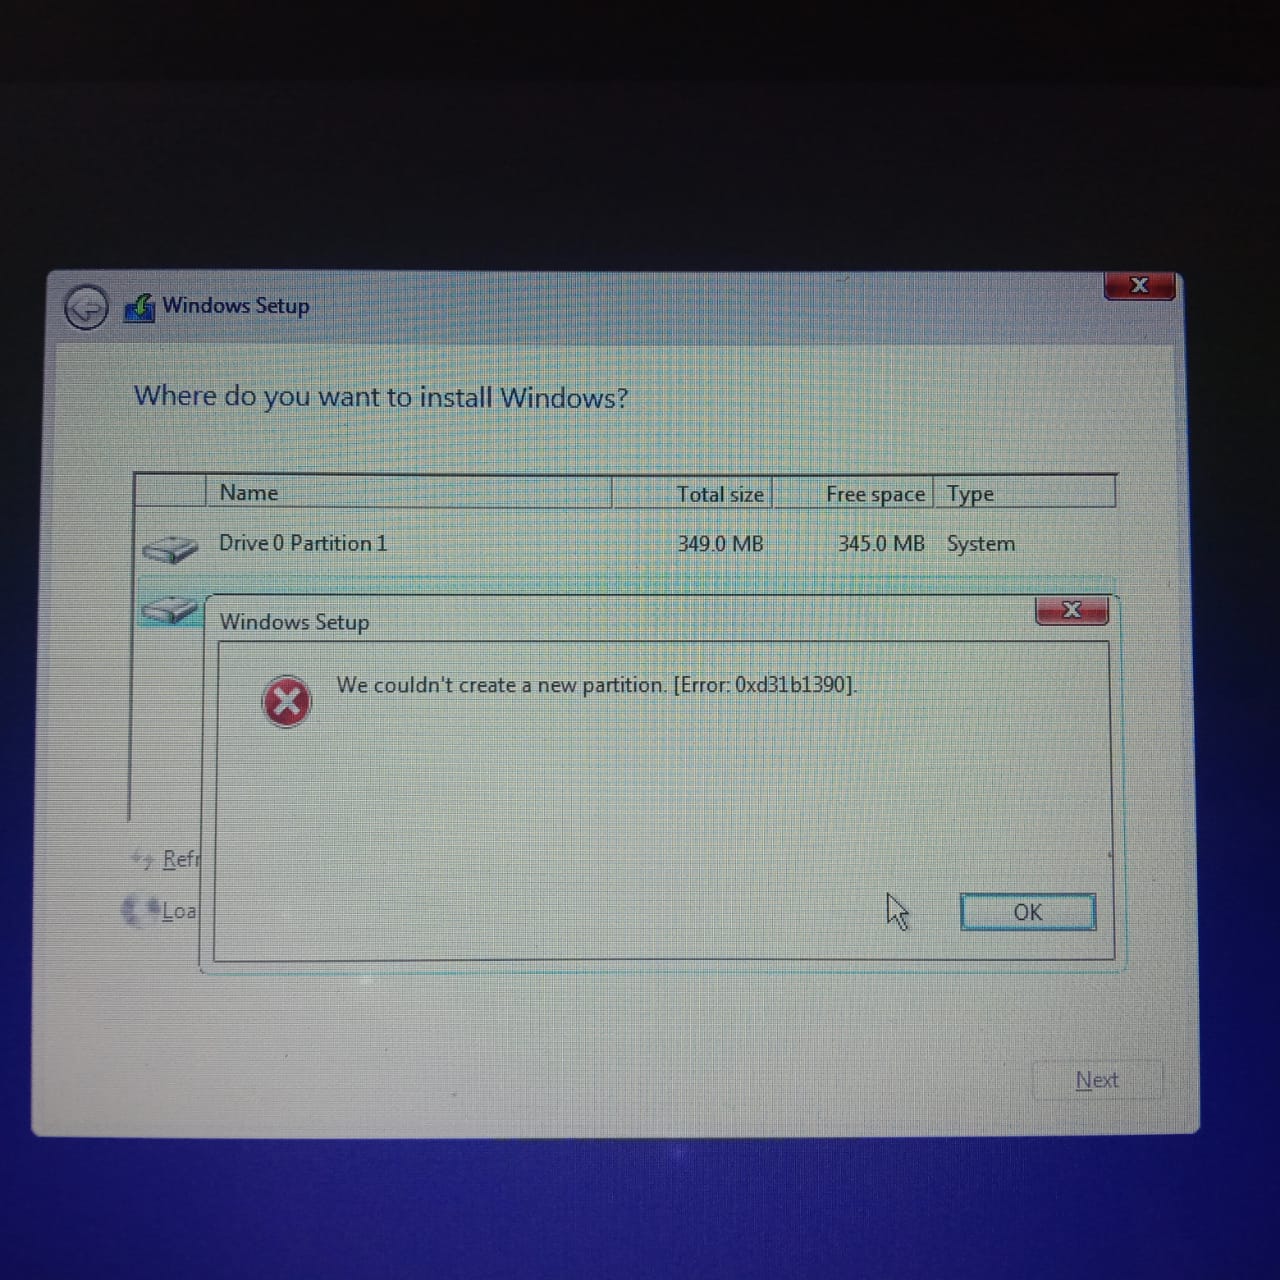 Windows Setup
Where do you want to install Windows?
Name Total size Free space Type
Drive 0 Partition 1 349.0 MB 345.0 MB System
Windows Setup
We couldn't create a new partition. [Error: 0xd31b1390].
Refr
Loa
OK
Next